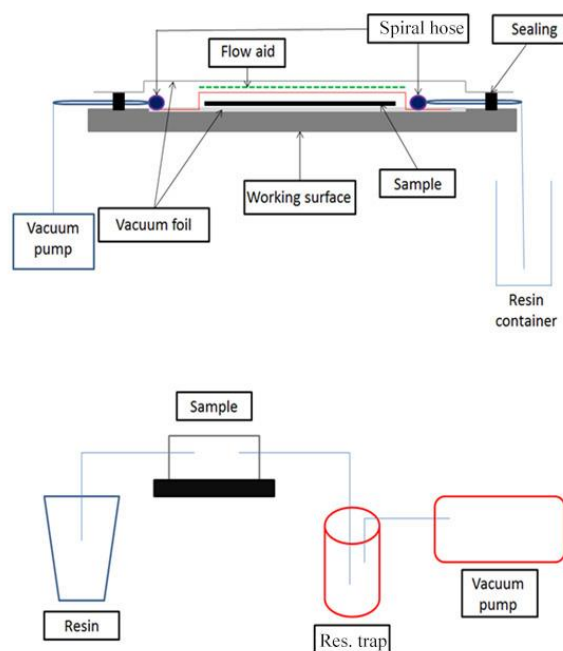 Spiral hose
Sealing
Flow aid
Vacuum
pump
Vacuum foil
Working surface
Sample
Resin
container
Sample
Resin
Res. trap
Vacuum
pump